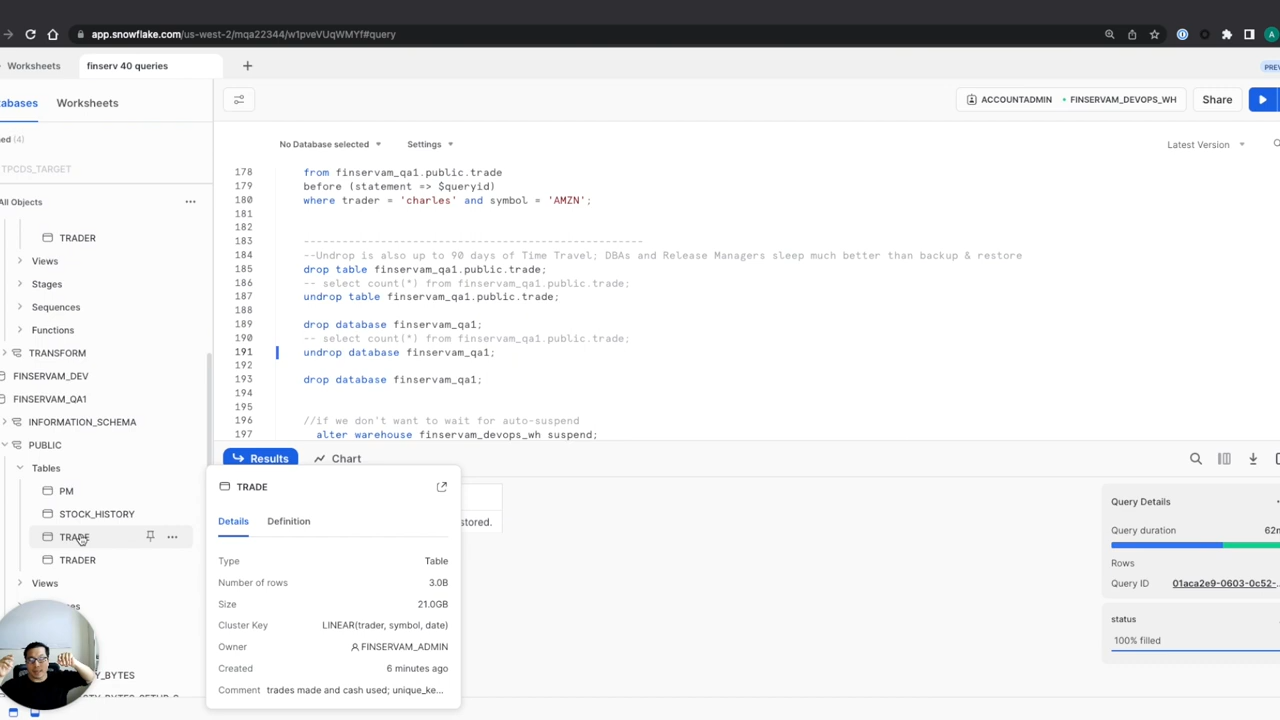 app.snowflake.com/us-west-2/mqa22344/w1pveVUqWMYf#query
A
Worksheets
finserv 40 queries
+
PREV
abases
Worksheets
ACCOUNTADMIN
FINSERVAM_DEVOPS_WH
Share
ned (4)
No Database selected
Settings
Latest Version
TPCDS_TARGET
All Objects
...
TRADER
Views
Stages
Sequences
Functions
TRANSFORM
FINSERVAM_DEV
FINSERVAM_QA1
INFORMATION_SCHEMA
PUBLIC
Tables
PM
STOCK_HISTORY
TRADE
...
TRADER
Views
Y_BYTES
178 from finservam_qa1.public.trade
179 before (statement => $queryid)
180 where trader = 'charles' and symbol = 'AMZN';
181
182
183 -----------------------------------------------------
184 --Undrop is also up to 90 days of Time Travel; DBAs and Release Managers sleep much better than backup & restore
185 drop table finservam_qa1.public.trade;
186 -- select count(*) from finservam_qa1.public.trade;
187 undrop table finservam_qa1.public.trade;
188
189 drop database finservam_qa1;
190 -- select count(*) from finservam_qa1.public.trade;
191 undrop database finservam_qa1;
192
193 drop database finservam_qa1;
194
195
196 //if we don't want to wait for auto-suspend
197 alter warehouse finservam_devops_wh suspend;
Results
Chart
stored.
TRADE
Details
Definition
Type Table
Number of rows 3.0B
Size 21.0GB
Cluster Key LINEAR(trader, symbol, date)
Owner FINSERVAM_ADMIN
Created 6 minutes ago
Comment trades made and cash used; unique_ke...
Query Details
Query duration 62m
Rows
Query ID 01aca2e9-0603-0c52-...
status
100% filled